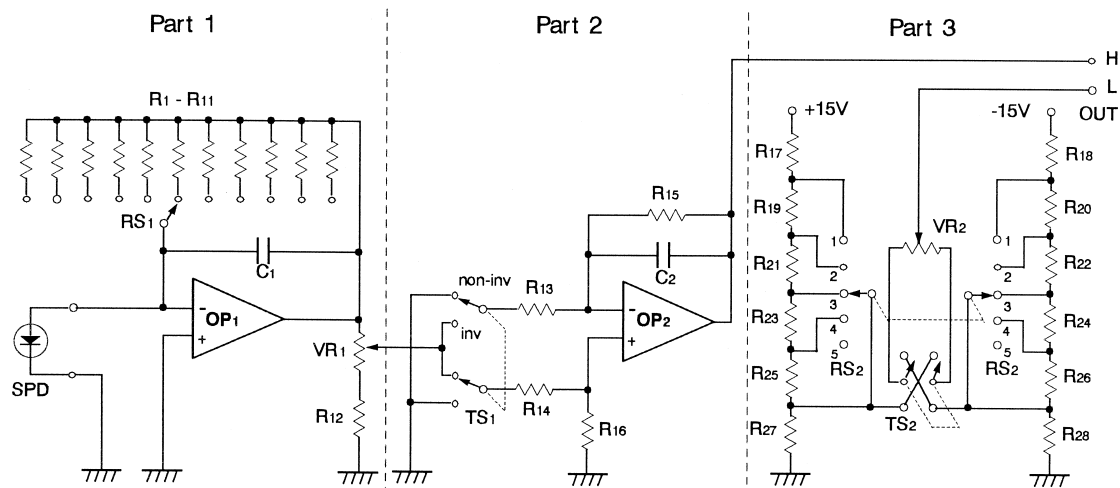 Part 1
Part 2
Part 3
H
L
OUT
R1 - R11
+15V
-15V
R17
R18
RS1
R15
R19
R20
VR2
C1
C2
1
1
2
2
non-inv
R13
R21
R22
3
3
OP1
-
+
OP2
-
+
inv
4
4
R23
R24
VR1
5
5
RS2
RS2
SPD
R14
R25
R26
TS1
R12
R16
TS2
R27
R28